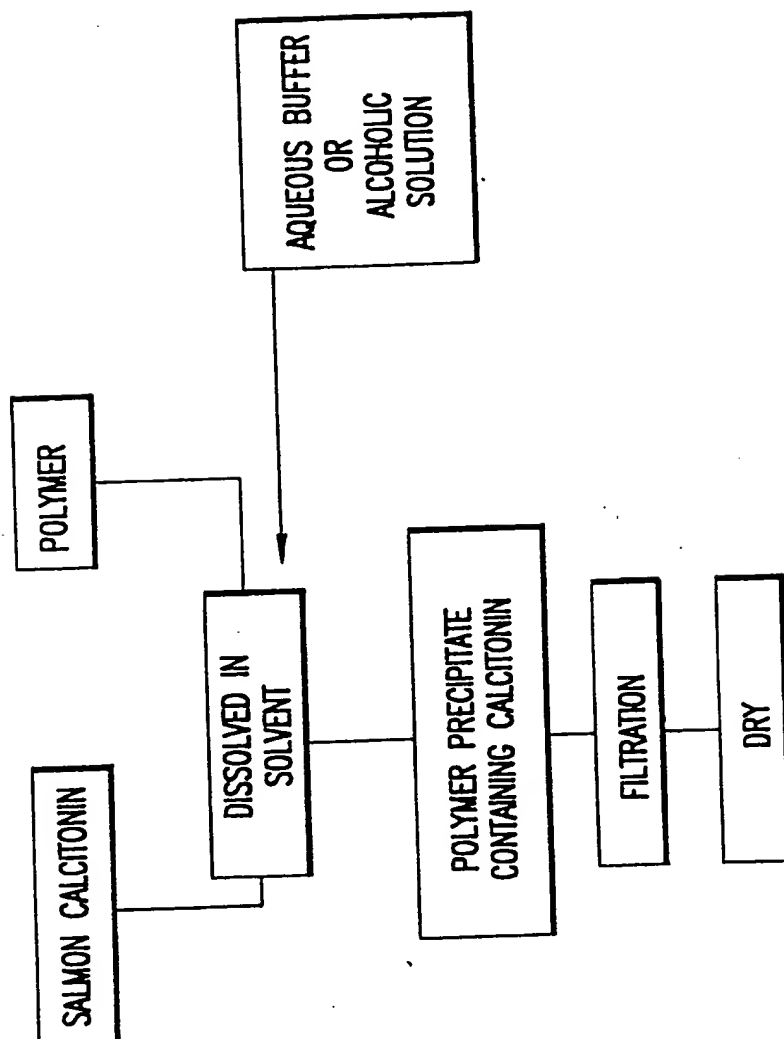 SALMON CALCITONIN
POLYMER
DISSOLVED IN
SOLVENT
AQUEOUS BUFFER
OR
ALCOHOLIC
SOLUTION
POLYMER PRECIPITATE
CONTAINING CALCITONIN
FILTRATION
DRY